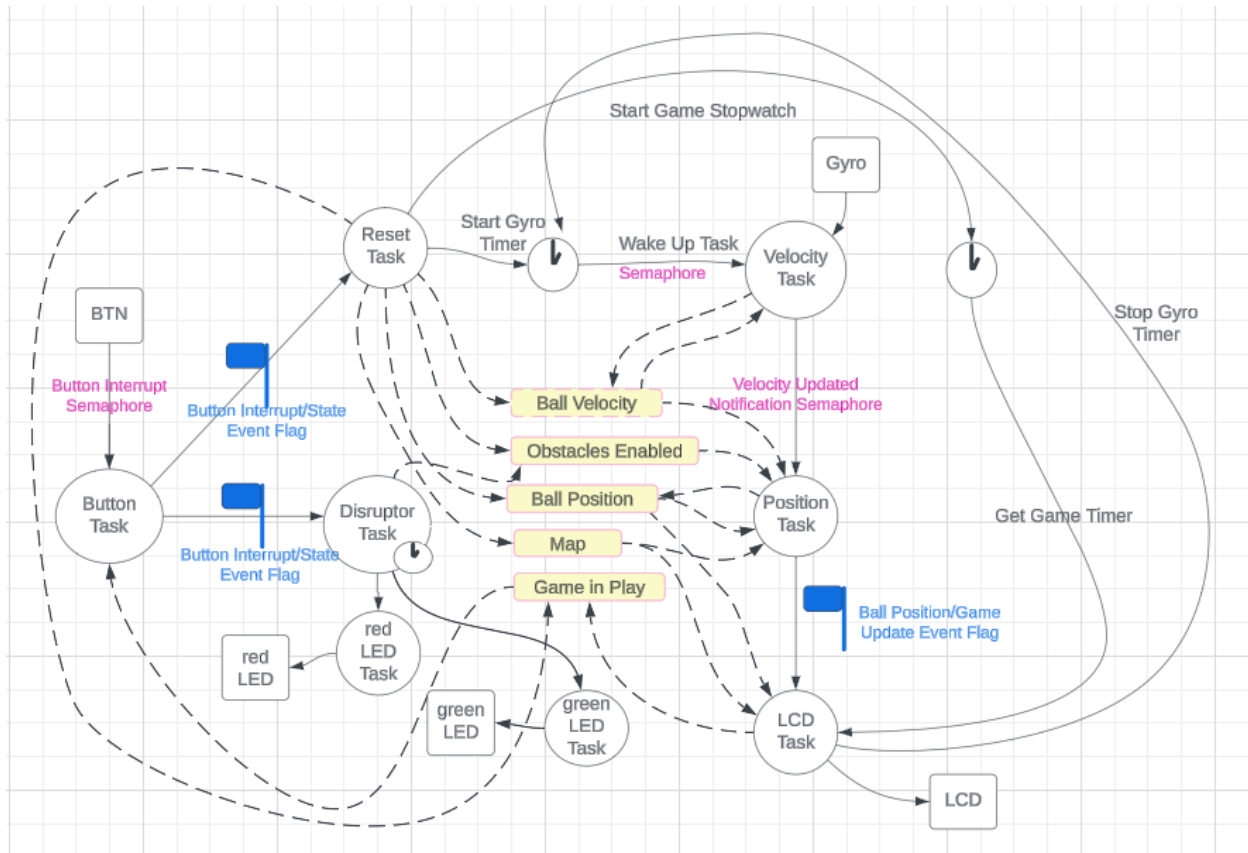 Start Game Stopwatch
Gyro
Reset
Task
Start Gyro
Timer
Wake Up Task
Semaphore
Velocity
Task
BTN
Stop Gyro
Timer
Button Interrupt
Semaphore
Button Interrupt/State
Event Flag
Ball Velocity
Velocity Updated
Notification Semaphore
Obstacles Enabled
Ball Position
Button
Task
Disruptor
Task
Position
Task
Get Game Timer
Map
Button Interrupt/State
Event Flag
Game in Play
Ball Position/Game
Update Event Flag
red
LED
Task
red
LED
green
LED
green
LED
Task
LCD
Task
LCD